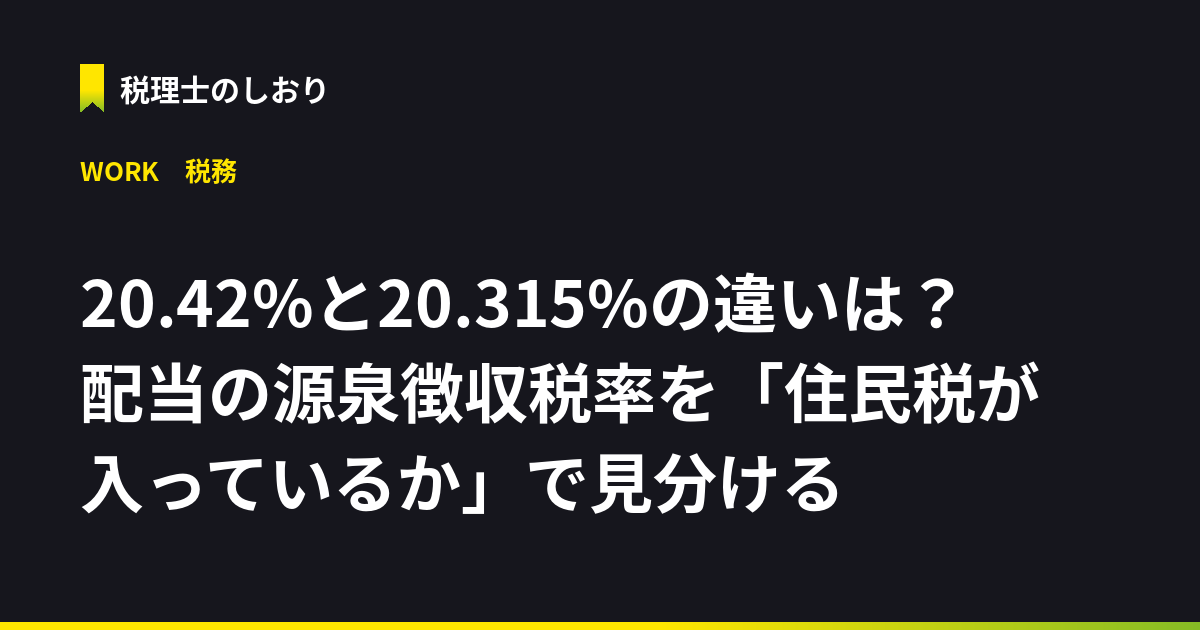 税理士のしおり
WORK　税務
20.42%と20.315%の違いは？
配当の源泉徴収税率を「住民税が
入っているか」で見分ける